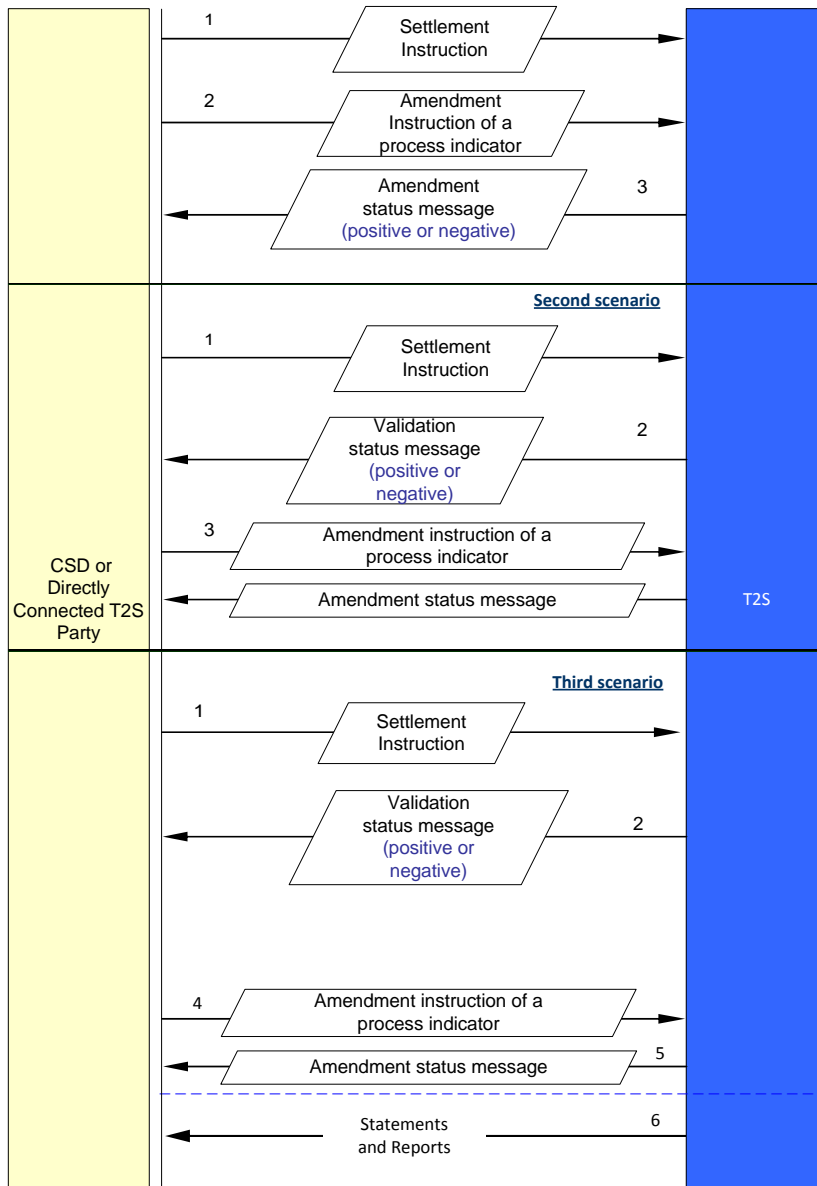 1
Settlement
Instruction
2
Amendment
Instruction of a
process indicator
Amendment
status message
(positive or negative)
3
Second scenario
1
Settlement
Instruction
Validation
status message
(positive or
negative)
2
3
Amendment instruction of a
process indicator
CSD or
Directly
Connected T2S
Party
Amendment status message
T2S
Third scenario
1
Settlement
Instruction
Validation
status message
(positive or
negative)
2
4
Amendment instruction of a
process indicator
Amendment status message
5
Statements
and Reports
6